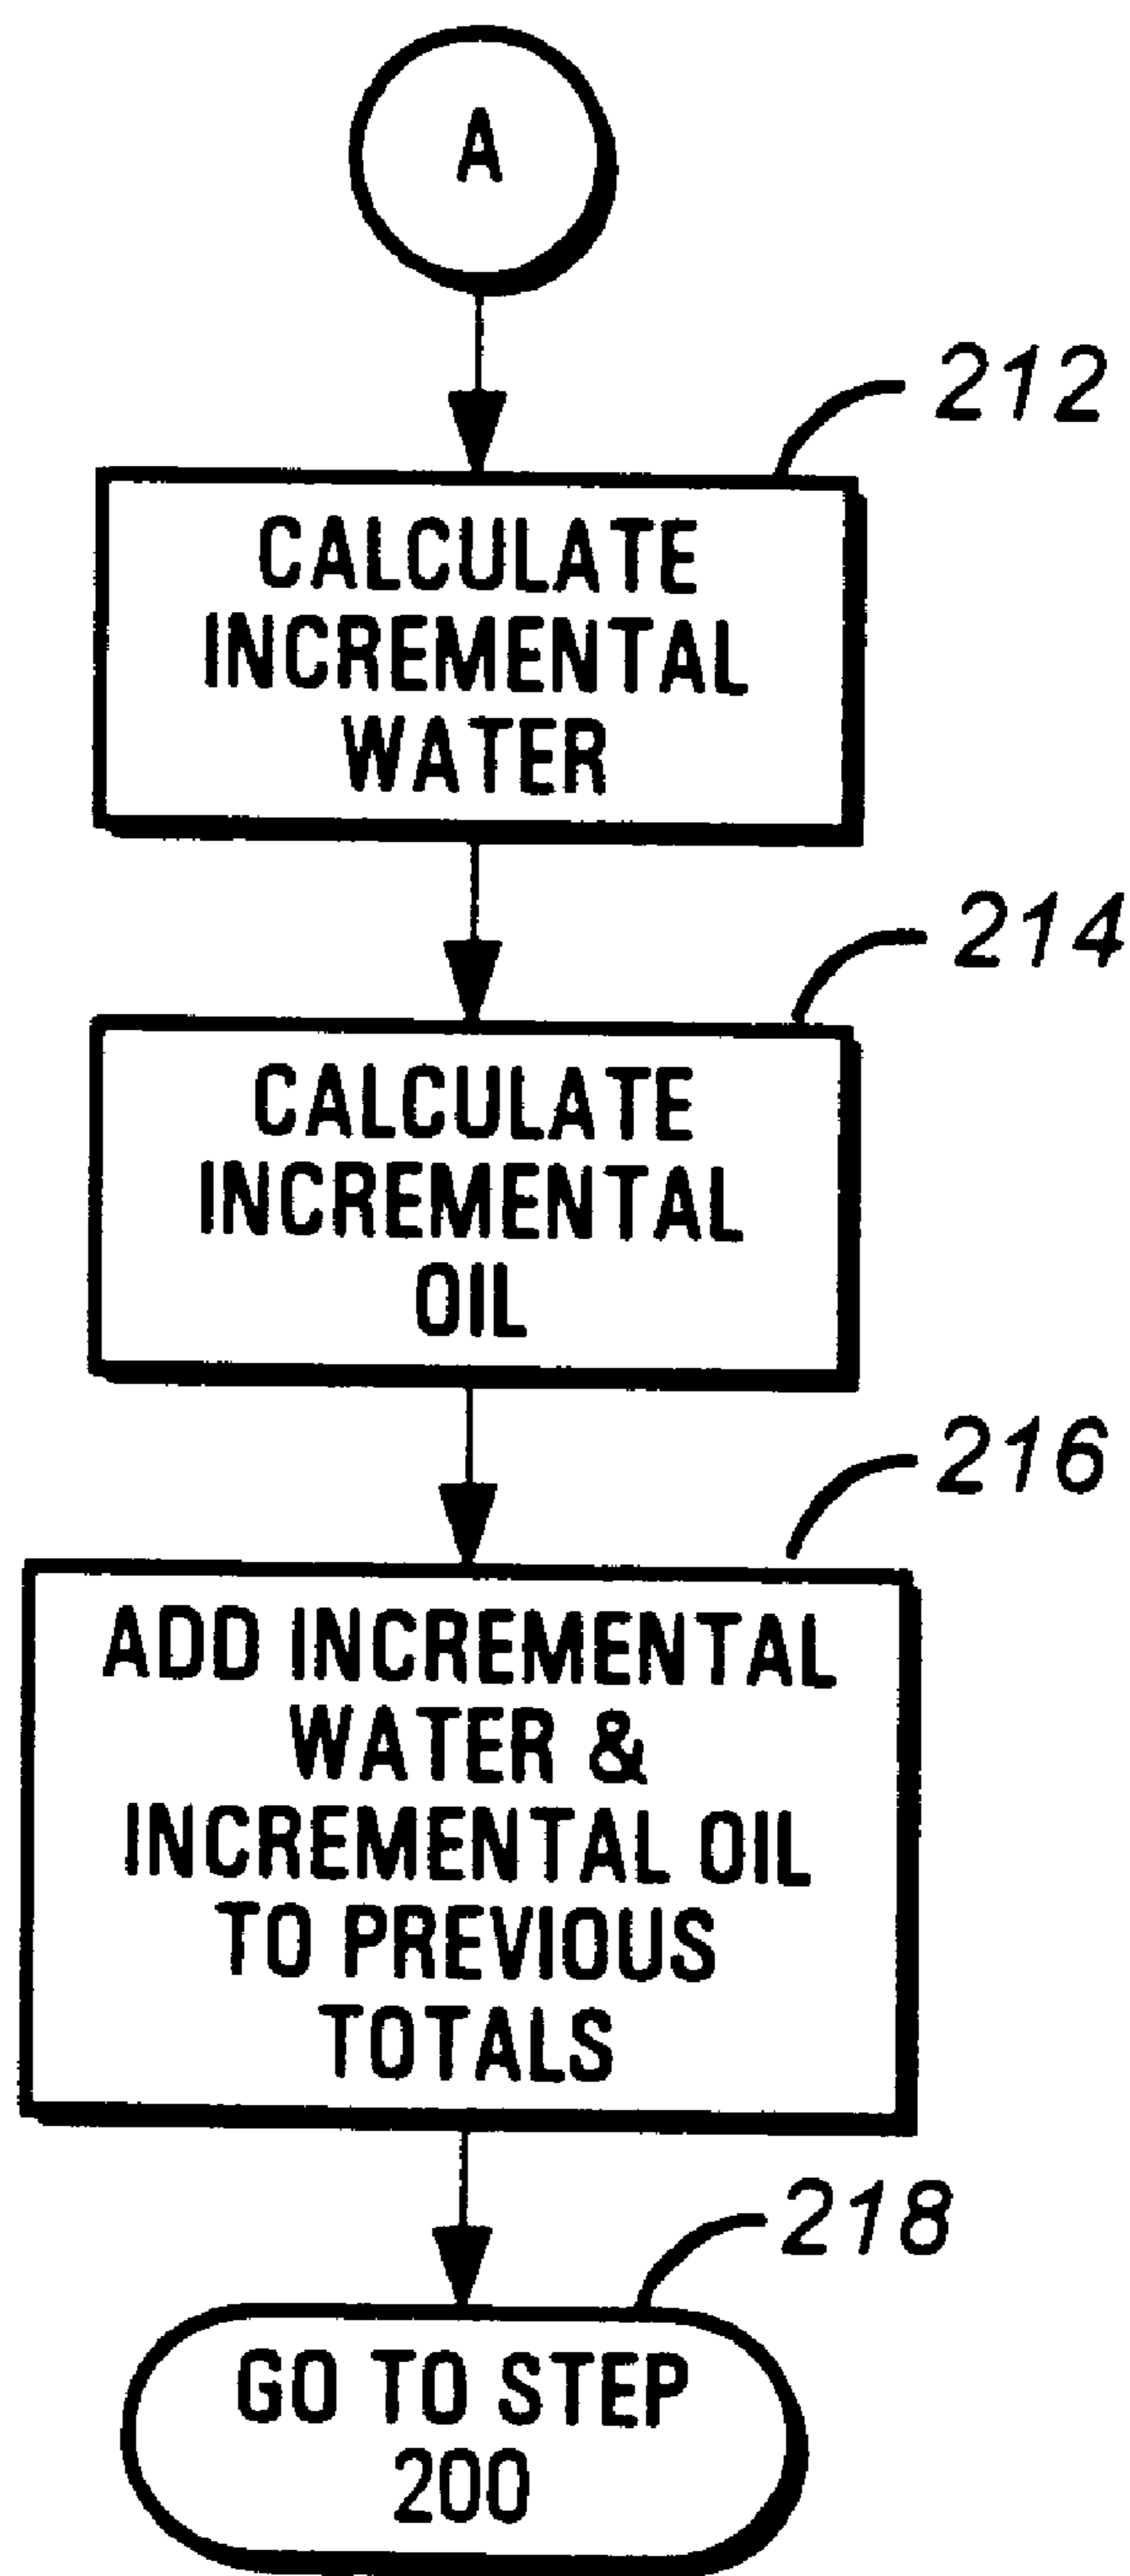 A
212
CALCULATE
INCREMENTAL
WATER
214
CALCULATE
INCREMENTAL
OIL
216
ADD INCREMENTAL
WATER &
INCREMENTAL OIL
TO PREVIOUS
TOTALS
218
GO TO STEP
200